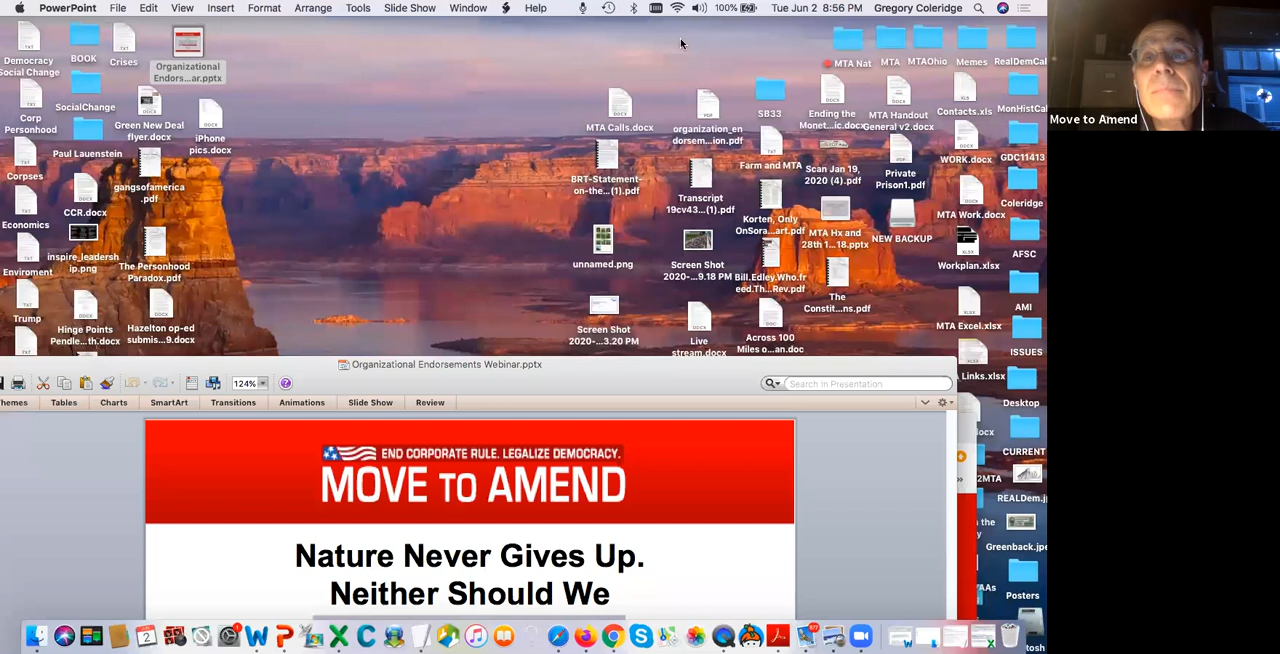 PowerPoint File Edit View Insert Format Arrange Tools Slide Show Window Help 100% Tue Jun 2 8:56 PM Gregory Coleridge
Democracy
Social Change
BOOK
Crises
Organizational
Endors...ar.pptx
Corp
Personhood
SocialChange
Green New Deal
flyer.docx
iPhone
pics.docx
Paul Lauenstein
Corpses
gangsofamerica
.pdf
CCR.docx
Economics
inspire_leadersh
ip.png
The Personhood
Paradox.pdf
Enviroment
Trump
Hinge Points
Pendle...th.docx
Hazelton op-ed
submis...9.docx
MTA Calls.docx
organization_en
dorsem...ion.pdf
SB33
Ending the
Monet...ic.docx
MTA Handout
General v2.docx
MTA Nat
MTA
MTAOhio
Memes
RealDemCal
Contacts.xls
MonHistCal
BRT-Statement-
on-the...(1).pdf
Transcript
19cv43...(1).pdf
Farm and MTA
Scan Jan 19,
2020 (4).pdf
Private
Prison1.pdf
WORK.docx
GDC11413
Korten, Only
OnSora...art.pdf
MTA Hx and
28th 1...18.pptx
NEW BACKUP
MTA Work.docx
Coleridge
unnamed.png
Screen Shot
2020-...9.18 PM
Bill.Edley.Who.fr
eed.Th...Rev.pdf
The
Constit...ns.pdf
Workplan.xlsx
AFSC
Screen Shot
2020-...3.20 PM
Live
stream.docx
Across 100
Miles o...an.doc
MTA Excel.xlsx
AMI
ISSUES
Links.xlsx
Desktop
ocx
CURRENT
2MTA
REALDem.j
n the
Greenback.jpe
AAs
Posters
tosh
Move to Amend
Organizational Endorsements Webinar.pptx
124%
Search in Presentation
hemes Tables Charts SmartArt Transitions Animations Slide Show Review
END CORPORATE RULE. LEGALIZE DEMOCRACY.
MOVE TO AMEND
Nature Never Gives Up.
Neither Should We